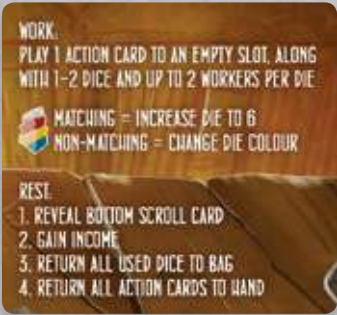 WORK:
PLAY 1 ACTION CARD TO AN EMPTY SLOT, ALONG
WITH 1-2 DICE AND UP TO 2 WORKERS PER DIE
MATCHING = INCREASE DIE TO 6
NON-MATCHING = CHANGE DIE COLOUR
REST:
1. REVEAL BOTTOM SCROLL CARD
2. GAIN INCOME
3. RETURN ALL USED DICE TO BAG
4. RETURN ALL ACTION CARDS TO HAND